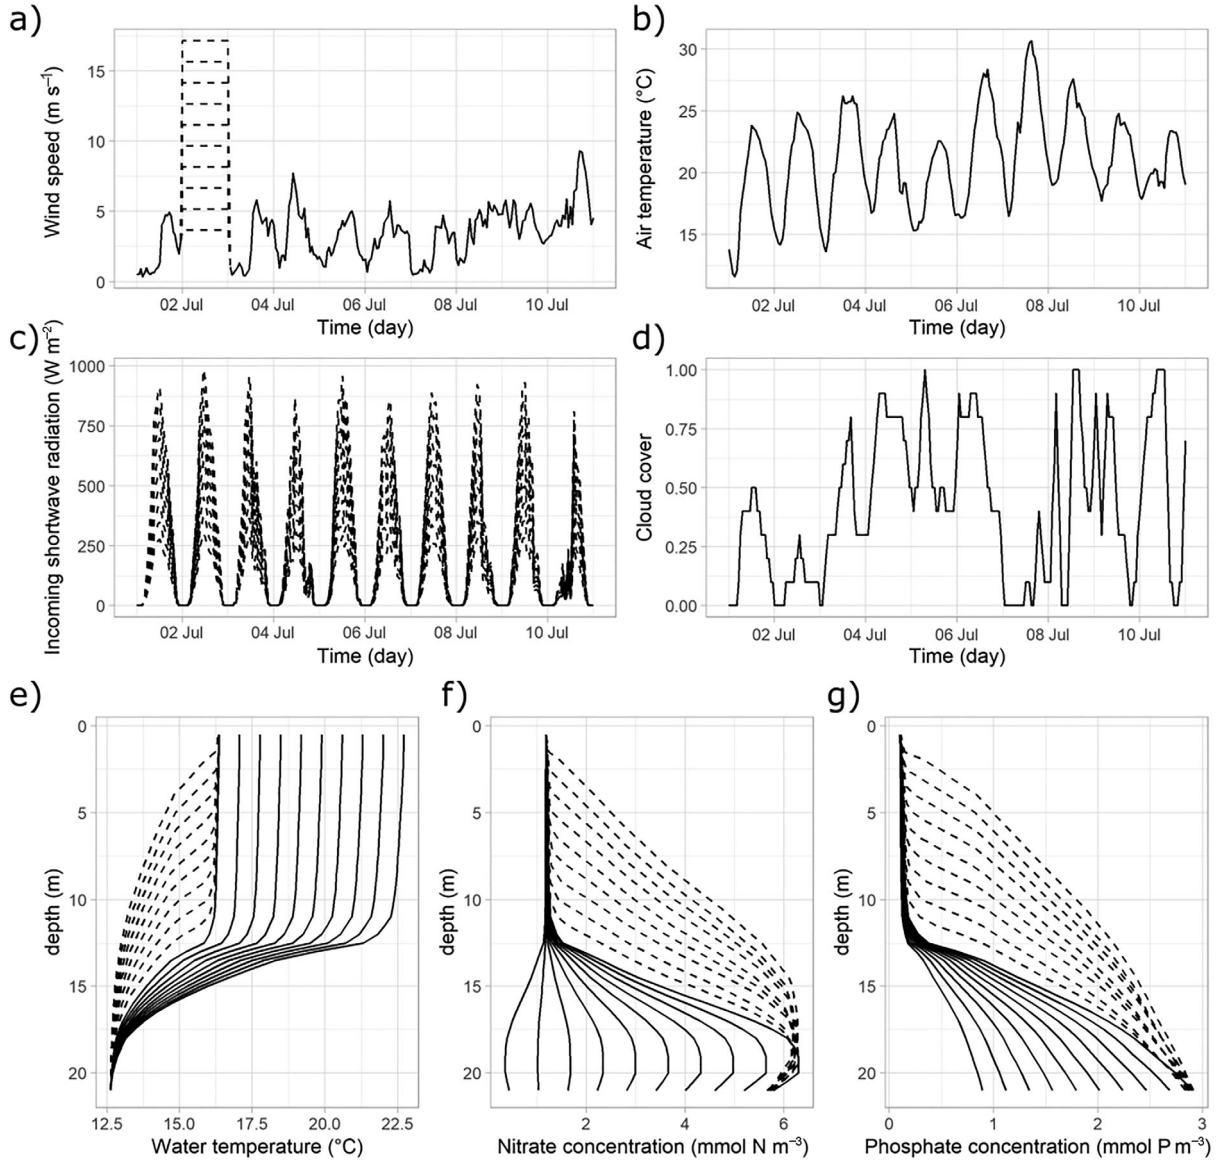 a)
Wind speed (m s⁻¹)
15
10
5
0
02 Jul 04 Jul 06 Jul 08 Jul 10 Jul
Time (day)
b)
Air temperature (°C)
30
25
20
15
02 Jul 04 Jul 06 Jul 08 Jul 10 Jul
Time (day)
c)
Incoming shortwave radiation (W m⁻²)
1000
750
500
250
0
02 Jul 04 Jul 06 Jul 08 Jul 10 Jul
Time (day)
d)
Cloud cover
1.00
0.75
0.50
0.25
0.00
02 Jul 04 Jul 06 Jul 08 Jul 10 Jul
Time (day)
e)
depth (m)
0
5
10
15
20
12.5 15.0 17.5 20.0 22.5
Water temperature (°C)
f)
depth (m)
0
5
10
15
20
2 4 6
Nitrate concentration (mmol N m⁻³)
g)
depth (m)
0
5
10
15
20
0 1 2 3
Phosphate concentration (mmol P m⁻³)